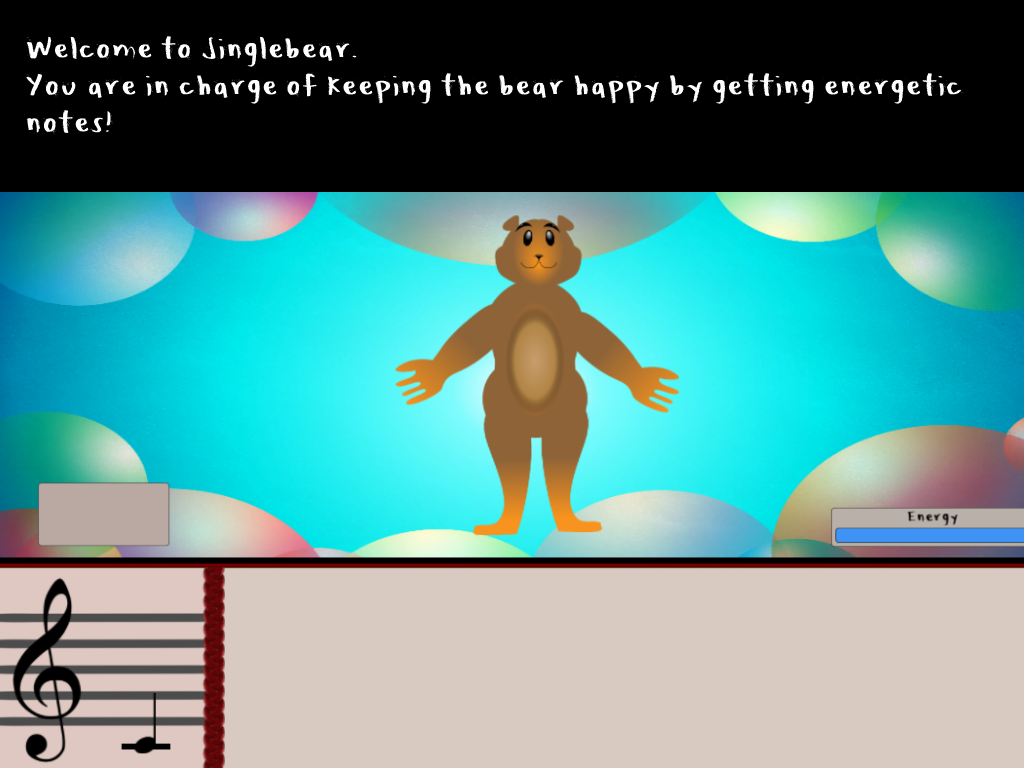 Welcome to Jinglebear.
You are in charge of keeping the bear happy by getting energetic
notes!
Energy